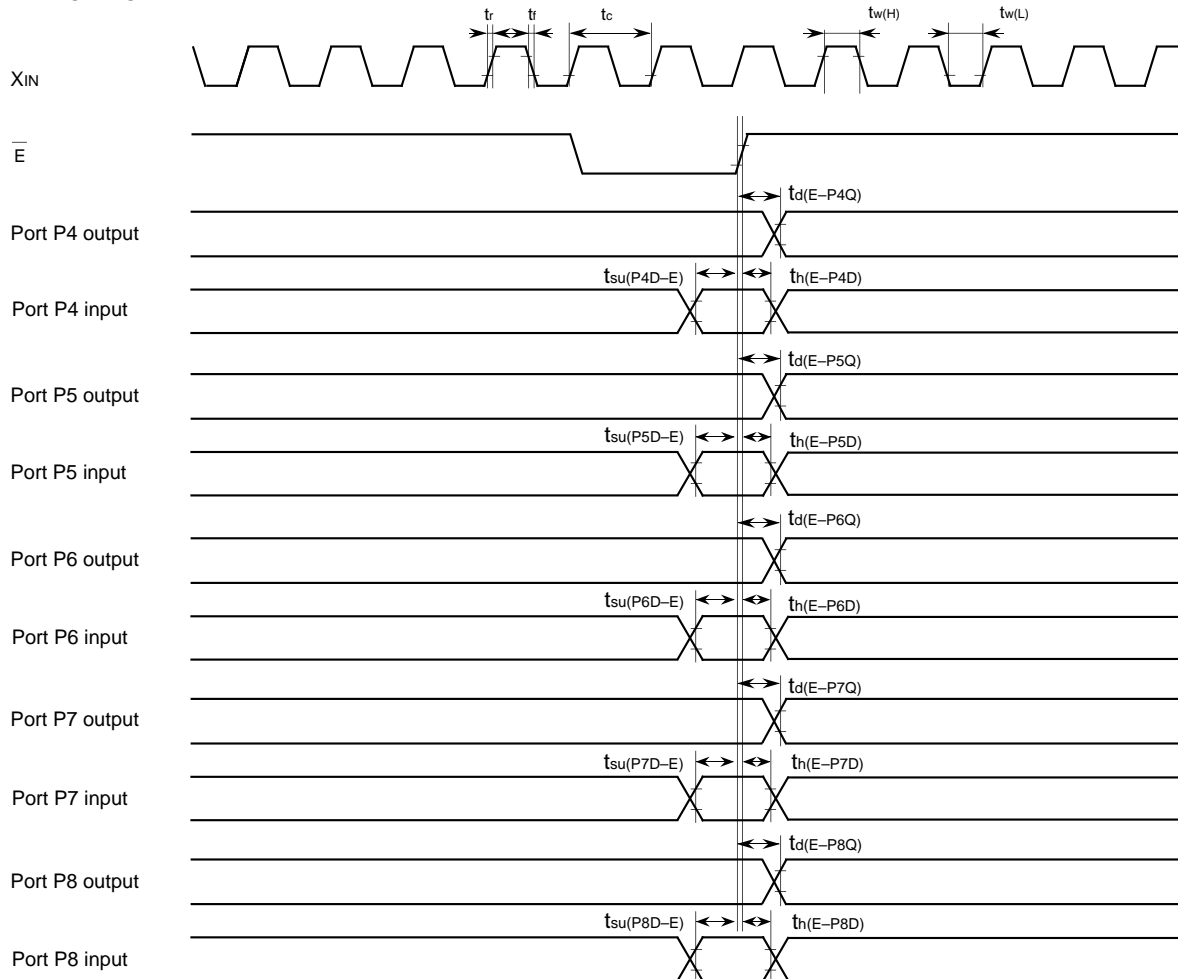 tr tf tc tw(H) tw(L)
XIN
E
td(E–P4Q)
Port P4 output
tsu(P4D–E) th(E–P4D)
Port P4 input
td(E–P5Q)
Port P5 output
tsu(P5D–E) th(E–P5D)
Port P5 input
td(E–P6Q)
Port P6 output
tsu(P6D–E) th(E–P6D)
Port P6 input
td(E–P7Q)
Port P7 output
tsu(P7D–E) th(E–P7D)
Port P7 input
td(E–P8Q)
Port P8 output
tsu(P8D–E) th(E–P8D)
Port P8 input